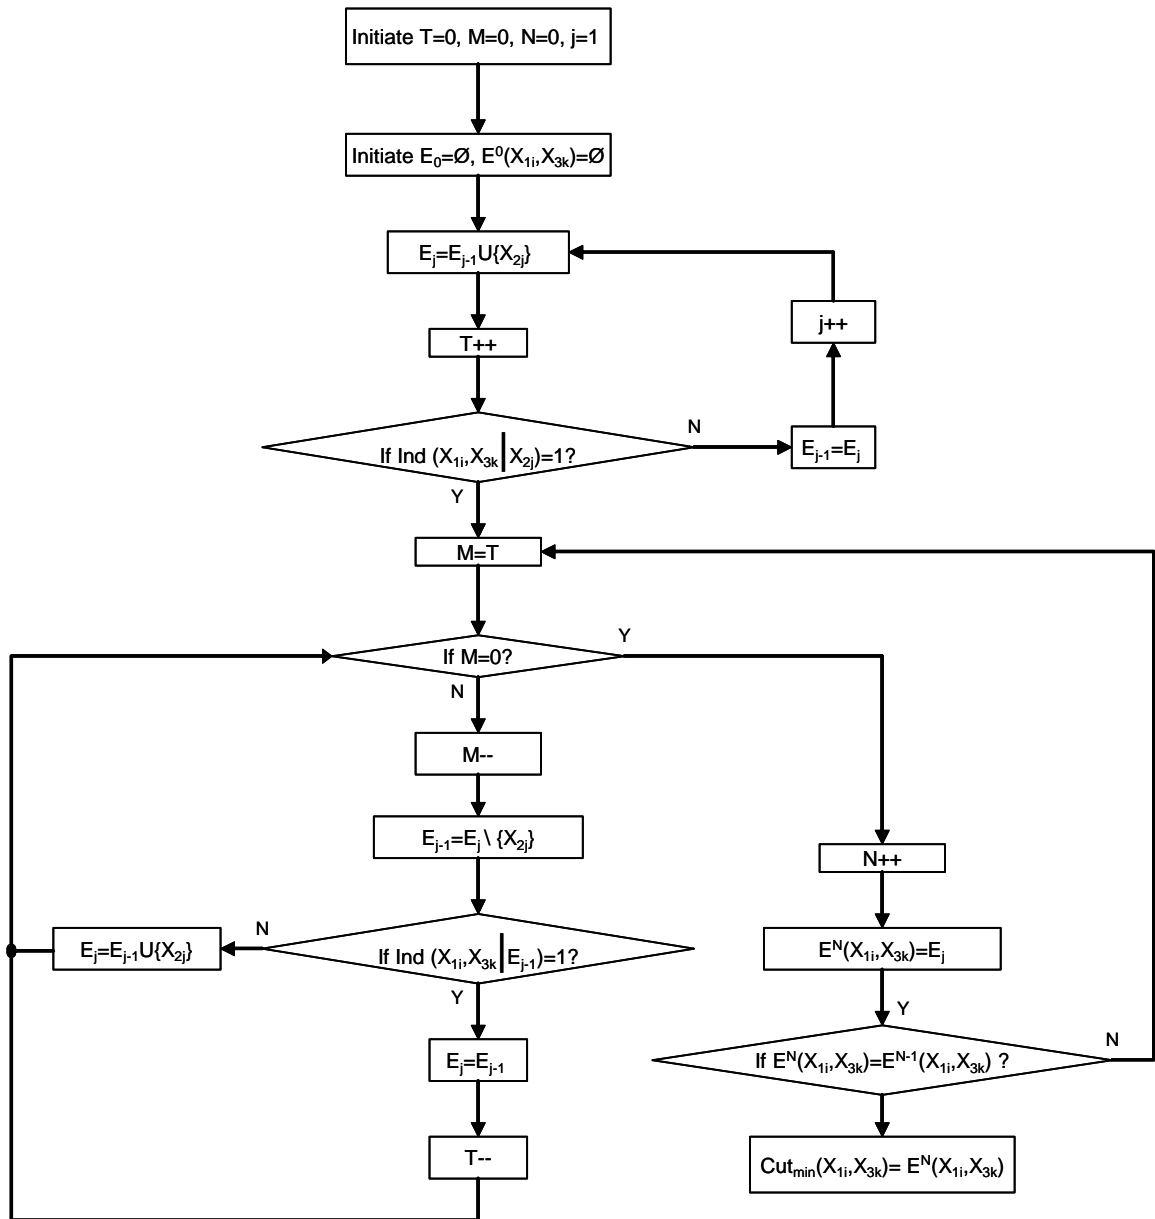 Initiate T=0, M=0, N=0, j=1
Initiate E₀=Ø, E⁰(X₁ᵢ,X₃ₖ)=Ø
Eⱼ=Eⱼ₋₁U{X₂ⱼ}
j++
T++
N
If Ind (X₁ᵢ,X₃ₖ|X₂ⱼ)=1?
Eⱼ₋₁=Eⱼ
Y
M=T
Y
If M=0?
N
M--
Eⱼ₋₁=Eⱼ \ {X₂ⱼ}
N++
N
Eⱼ=Eⱼ₋₁U{X₂ⱼ}
If Ind (X₁ᵢ,X₃ₖ|Eⱼ₋₁)=1?
Eᴺ(X₁ᵢ,X₃ₖ)=Eⱼ
Y
Y
N
Eⱼ=Eⱼ₋₁
If Eᴺ(X₁ᵢ,X₃ₖ)=Eᴺ⁻¹(X₁ᵢ,X₃ₖ) ?
T--
Cutₘᵢₙ(X₁ᵢ,X₃ₖ)= Eᴺ(X₁ᵢ,X₃ₖ)